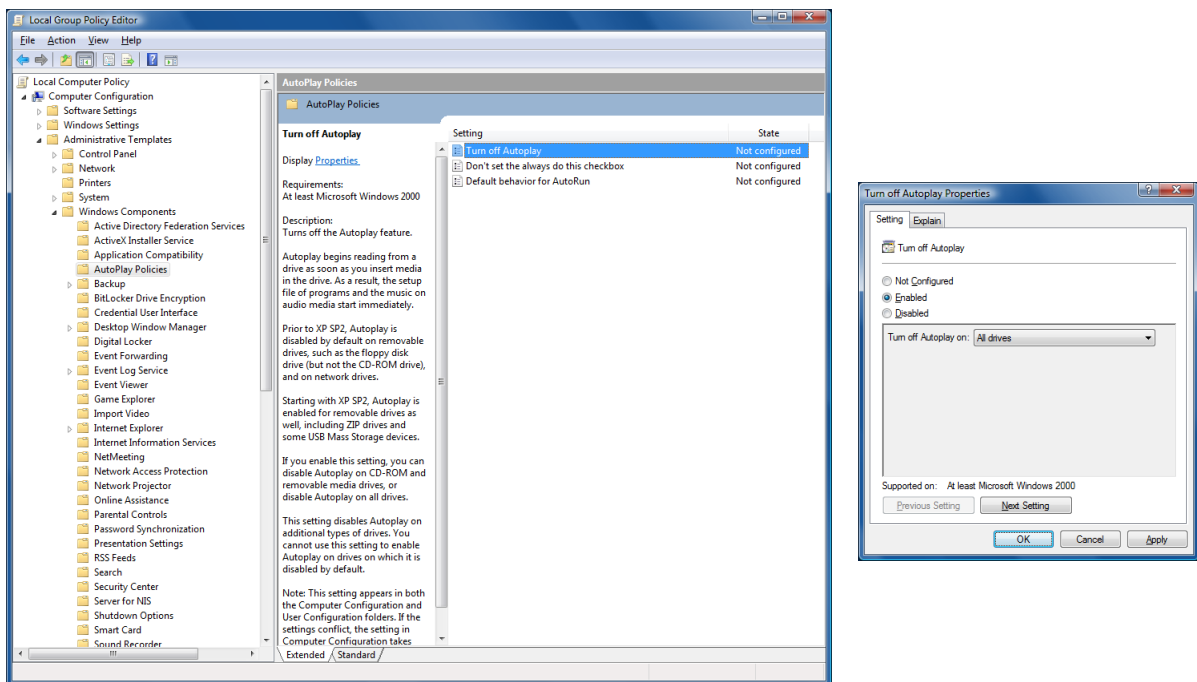 Local Group Policy Editor
File Action View Help
Local Computer Policy
Computer Configuration
Software Settings
Windows Settings
Administrative Templates
Control Panel
Network
Printers
System
Windows Components
Active Directory Federation Services
ActiveX Installer Service
Application Compatibility
AutoPlay Policies
Backup
BitLocker Drive Encryption
Credential User Interface
Desktop Window Manager
Digital Locker
Event Forwarding
Event Log Service
Event Viewer
Game Explorer
Import Video
Internet Explorer
Internet Information Services
NetMeeting
Network Access Protection
Network Projector
Online Assistance
Parental Controls
Password Synchronization
Presentation Settings
RSS Feeds
Search
Security Center
Server for NIS
Shutdown Options
Smart Card
Sound Recorder
AutoPlay Policies
AutoPlay Policies
Turn off Autoplay
Display Properties
Requirements:
At least Microsoft Windows 2000
Description:
Turns off the Autoplay feature.
Autoplay begins reading from a
drive as soon as you insert media
in the drive. As a result, the setup
file of programs and the music on
audio media start immediately.
Prior to XP SP2, Autoplay is
disabled by default on removable
drives, such as the floppy disk
drive (but not the CD-ROM drive),
and on network drives.
Starting with XP SP2, Autoplay is
enabled for removable drives as
well, including ZIP drives and
some USB Mass Storage devices.
If you enable this setting, you can
disable Autoplay on CD-ROM and
removable media drives, or
disable Autoplay on all drives.
This setting disables Autoplay on
additional types of drives. You
cannot use this setting to enable
Autoplay on drives on which it is
disabled by default.
Note: This setting appears in both
the Computer Configuration and
User Configuration folders. If the
settings conflict, the setting in
Computer Configuration takes
Setting State
Turn off Autoplay Not configured
Don't set the always do this checkbox Not configured
Default behavior for AutoRun Not configured
Extended Standard
Turn off Autoplay Properties
Setting Explain
Turn off Autoplay
Not Configured
Enabled
Disabled
Turn off Autoplay on: All drives
Supported on: At least Microsoft Windows 2000
Previous Setting Next Setting
OK Cancel Apply